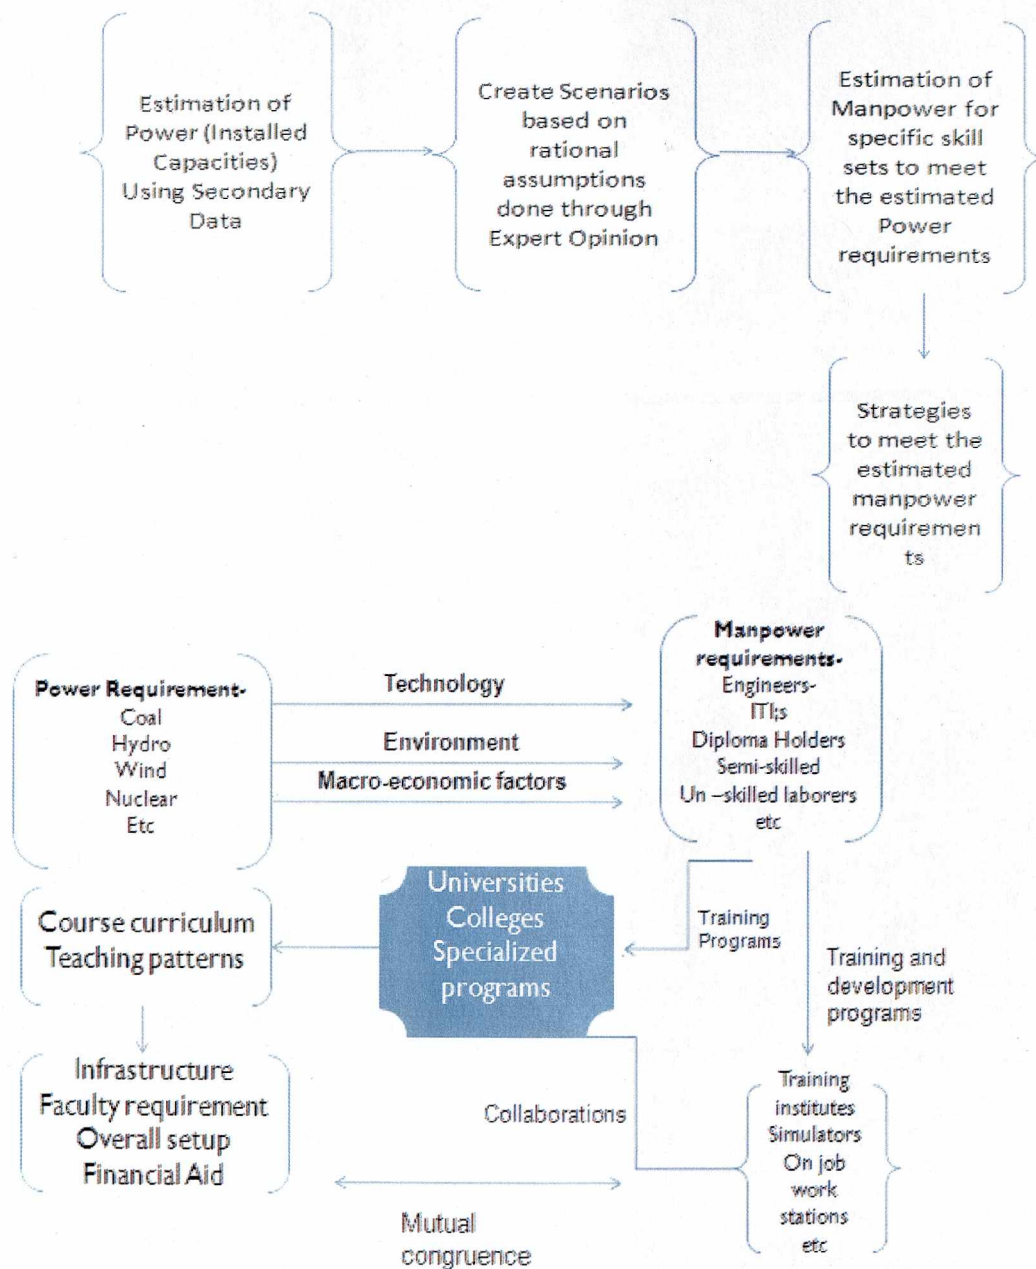 Estimation of
Power (Installed
Capacities)
Using Secondary
Data
Create Scenarios
based on
rational
assumptions
done through
Expert Opinion
Estimation of
Manpower for
specific skill
sets to meet
the estimated
Power
requirements
Strategies
to meet the
estimated
manpower
requiremen
ts
Power Requirement-
Coal
Hydro
Wind
Nuclear
Etc
Technology
Environment
Macro-economic factors
Manpower
requirements-
Engineers-
ITI;s
Diploma Holders
Semi-skilled
Un –skilled laborers
etc
Training
Programs
Training and
development
programs
Universities
Colleges
Specialized
programs
Course curriculum
Teaching patterns
Infrastructure
Faculty requirement
Overall setup
Financial Aid
Collaborations
Mutual
congruence
Training
institutes
Simulators
On job
work
stations
etc